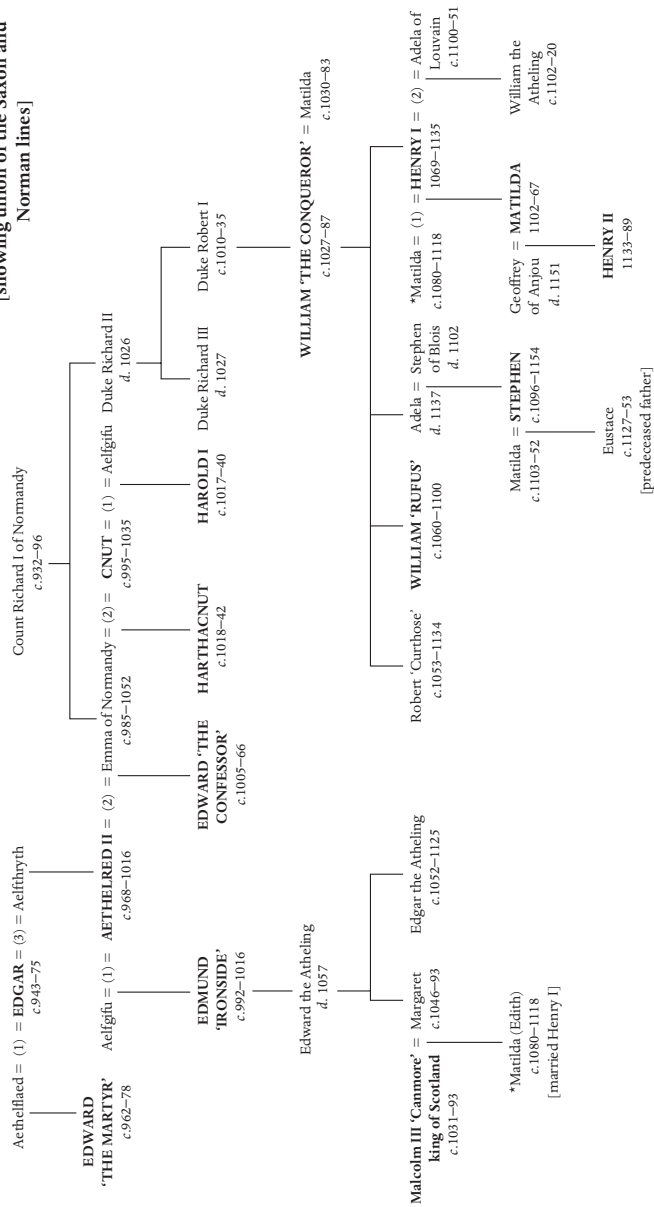 [showing union of the Saxon and
Norman lines]
Aethelflaed = (1) = EDGAR = (3) = Aelfthryth
c.943–75
Count Richard I of Normandy
c.932–96
EDWARD
‘THE MARTYR’
c.962–78
Aelfgifu = (1) = AETHELRED II = (2) = Emma of Normandy = (2) = CNUT = (1) = Aelfgifu
c.968–1016
c.985–1052
c.995–1035
Duke Richard II
d. 1026
EDMUND
‘IRONSIDE’
c.992–1016
EDWARD ‘THE
CONFESSOR’
c.1005–66
HARTHACNUT
c.1018–42
HAROLD I
c.1017–40
Duke Richard III
d. 1027
Duke Robert I
c.1010–35
Edward the Atheling
d. 1057
WILLIAM ‘THE CONQUEROR’ = Matilda
c.1027–87
c.1030–83
Malcolm III ‘Canmore’ = Margaret
king of Scotland
c.1031–93
c.1046–93
Edgar the Atheling
c.1052–1125
Robert ‘Curthose’
c.1053–1134
WILLIAM ‘RUFUS’
c.1060–1100
Adela = Stephen
d. 1137
of Blois
d. 1102
*Matilda = (1) = HENRY I = (2) = Adela of
c.1080–1118
1069–1135
Louvain
c.1100–51
*Matilda (Edith)
c.1080–1118
[married Henry I]
Matilda = STEPHEN
c.1103–52
c.1096–1154
Geoffrey = MATILDA
of Anjou
d. 1151
1102–67
William the
Atheling
c.1102–20
Eustace
c.1127–53
[predeceased father]
HENRY II
1133–89